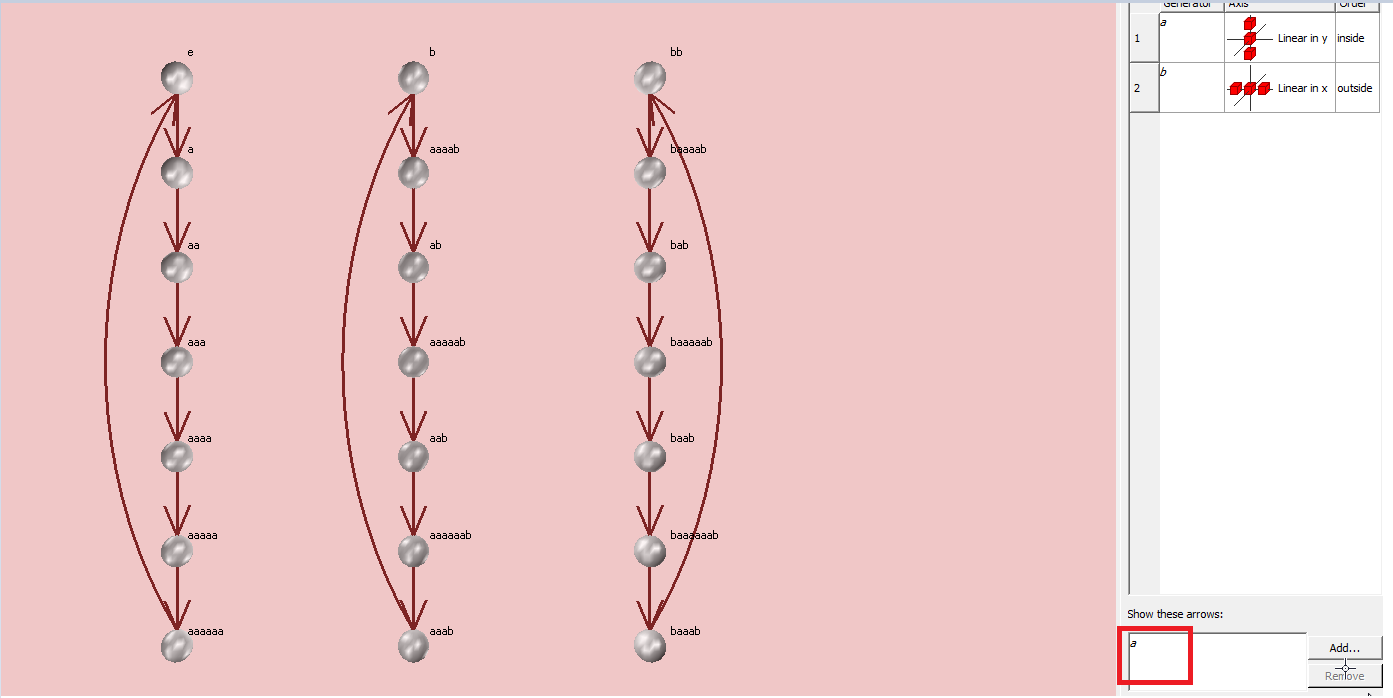 Generator Axis Order
e b bb
1 a Linear in y inside
2 b Linear in x outside
a aaaab baaaab
aa ab bab
aaa aaaaab baaaaab
aaaa aab baab
aaaaa aaaaaab baaaaaab
aaaaaa aaab baaab
Show these arrows:
a Add...
Remove